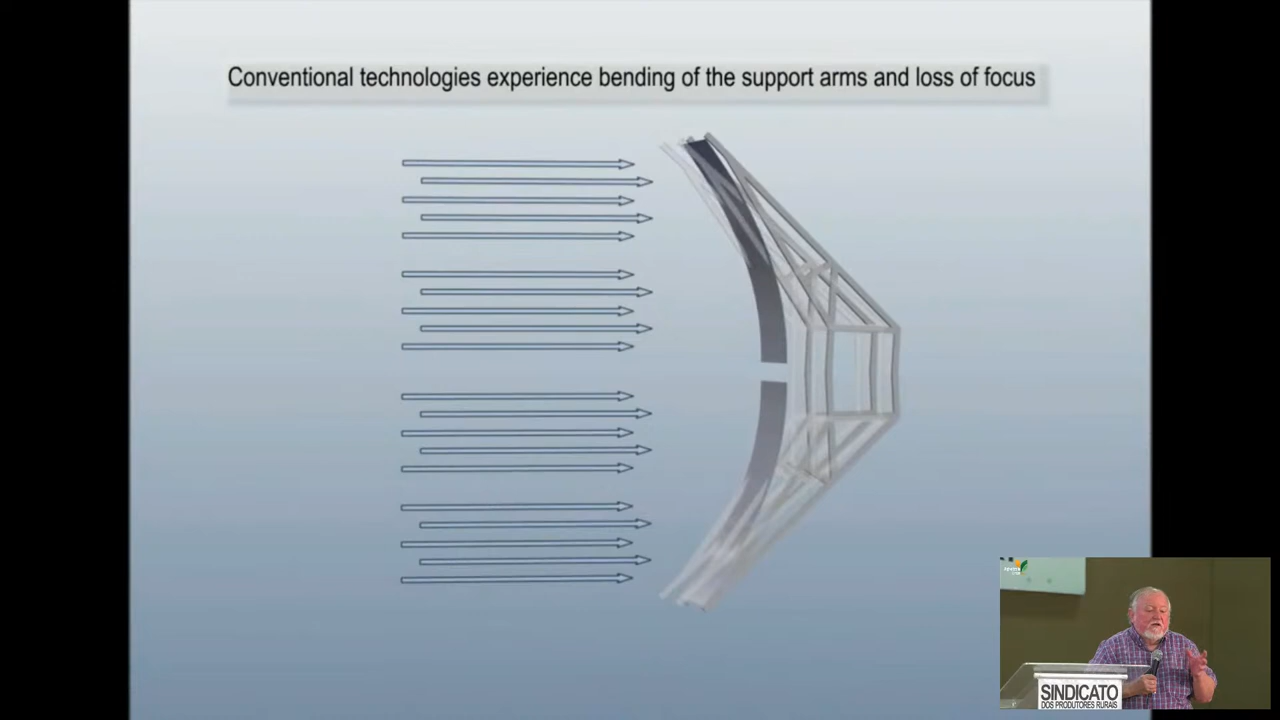 Conventional technologies experience bending of the support arms and loss of focus
SINDICATO
DOS PRODUTORES RURAIS